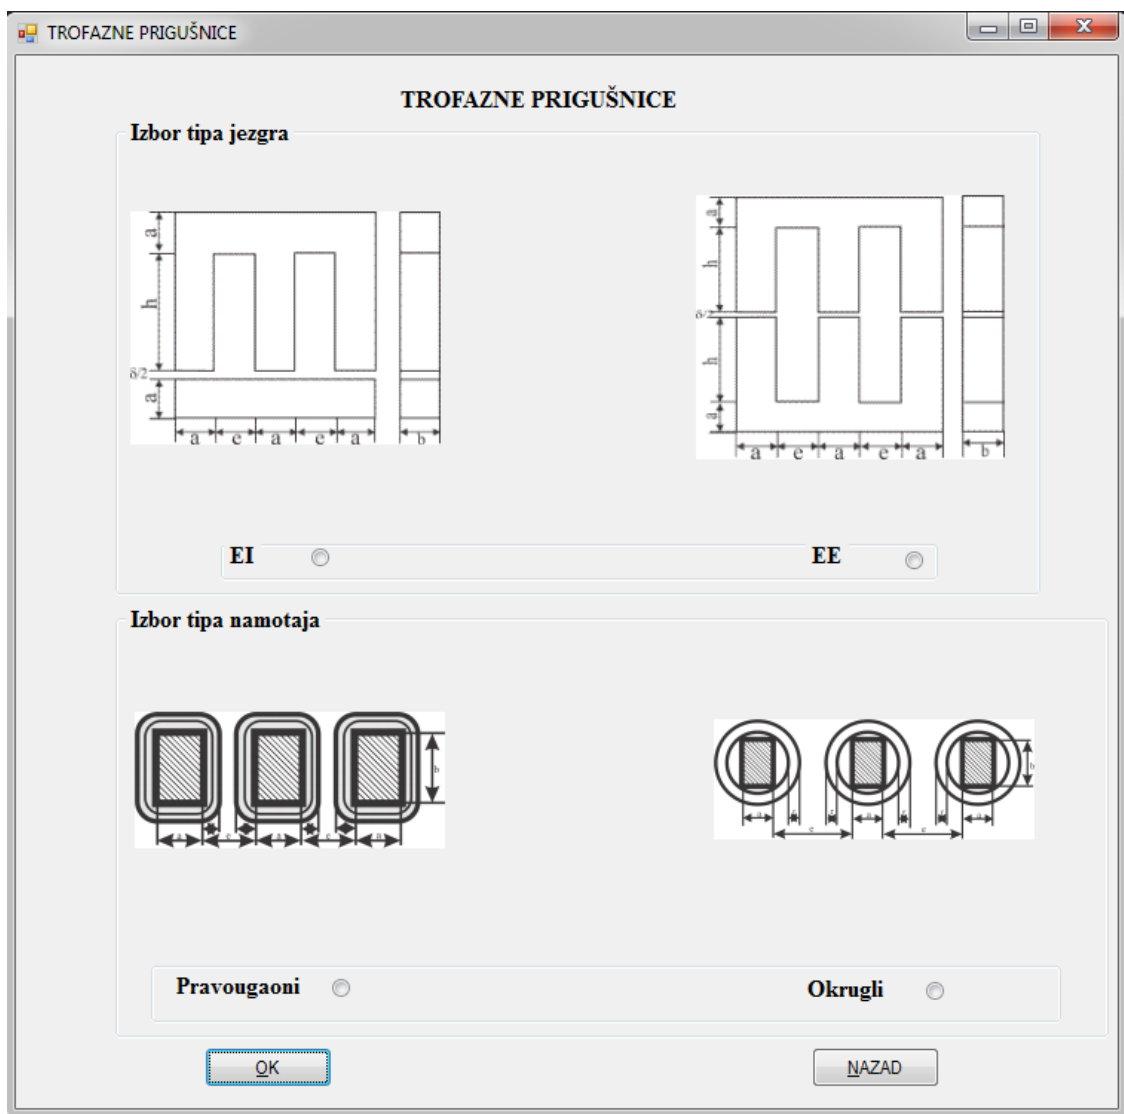 TROFAZNE PRIGUŠNICE
TROFAZNE PRIGUŠNICE
Izbor tipa jezgra
a
h
δ/2
a
a e a e a b
a
h
δ/2
h
a
a e a e a b
EI
EE
Izbor tipa namotaja
b
a e a e a
b
a r r a r r a
e e
Pravougaoni
Okrugli
OK
NAZAD